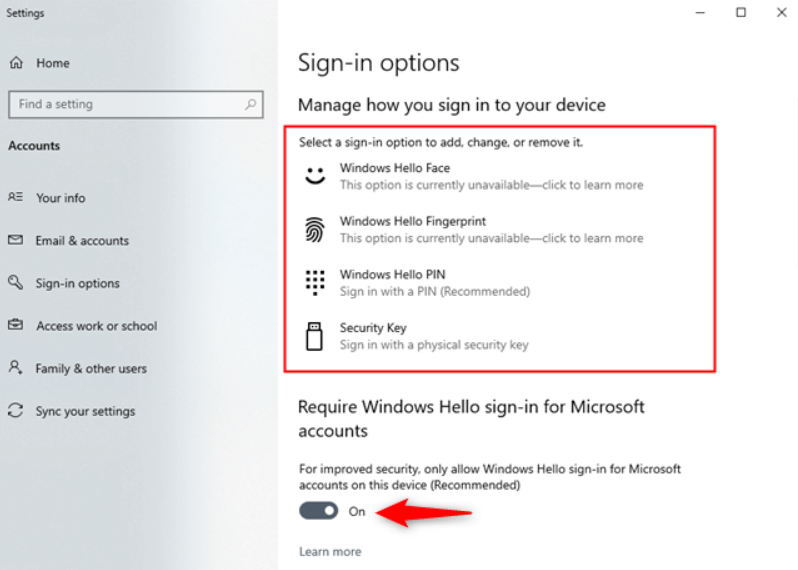 Settings
Home
Find a setting
Accounts
Your info
Email & accounts
Sign-in options
Access work or school
Family & other users
Sync your settings
Sign-in options
Manage how you sign in to your device
Select a sign-in option to add, change, or remove it.
Windows Hello Face
This option is currently unavailable—click to learn more
Windows Hello Fingerprint
This option is currently unavailable—click to learn more
Windows Hello PIN
Sign in with a PIN (Recommended)
Security Key
Sign in with a physical security key
Require Windows Hello sign-in for Microsoft
accounts
For improved security, only allow Windows Hello sign-in for Microsoft
accounts on this device (Recommended)
On
Learn more